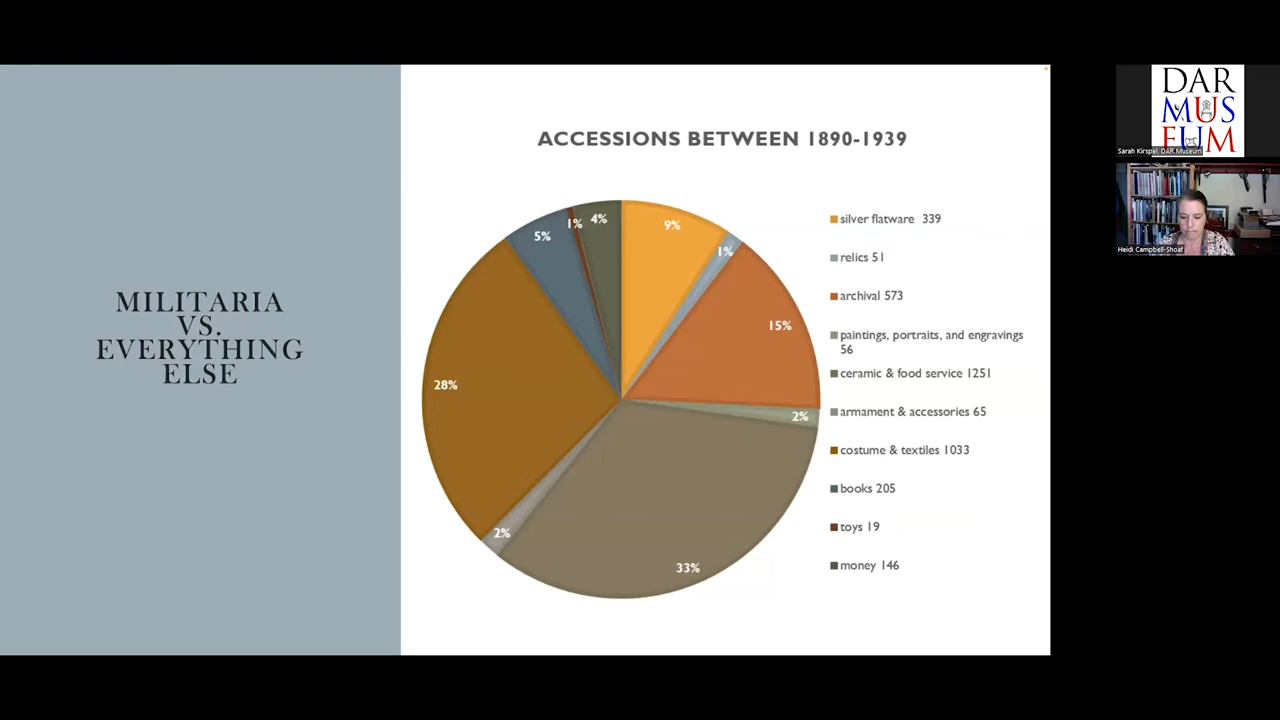 MILITARIA
VS.
EVERYTHING
ELSE
ACCESSIONS BETWEEN 1890-1939
9%
1%
15%
2%
33%
2%
28%
5%
1%
4%
silver flatware 339
relics 51
archival 573
paintings, portraits, and engravings
56
ceramic & food service 1251
armament & accessories 65
costume & textiles 1033
books 205
toys 19
money 146
DAR
MUS
EUM
Sarah Kirspel, DAR Museum
Heidi Campbell-Shoaf